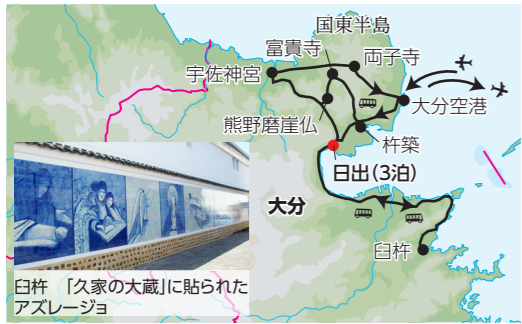 国東半島
富貴寺
両子寺
宇佐神宮
大分空港
熊野磨崖仏
杵築
日出(3泊)
大分
臼杵
臼杵 「久家の大蔵」に貼られた
アズレージョ